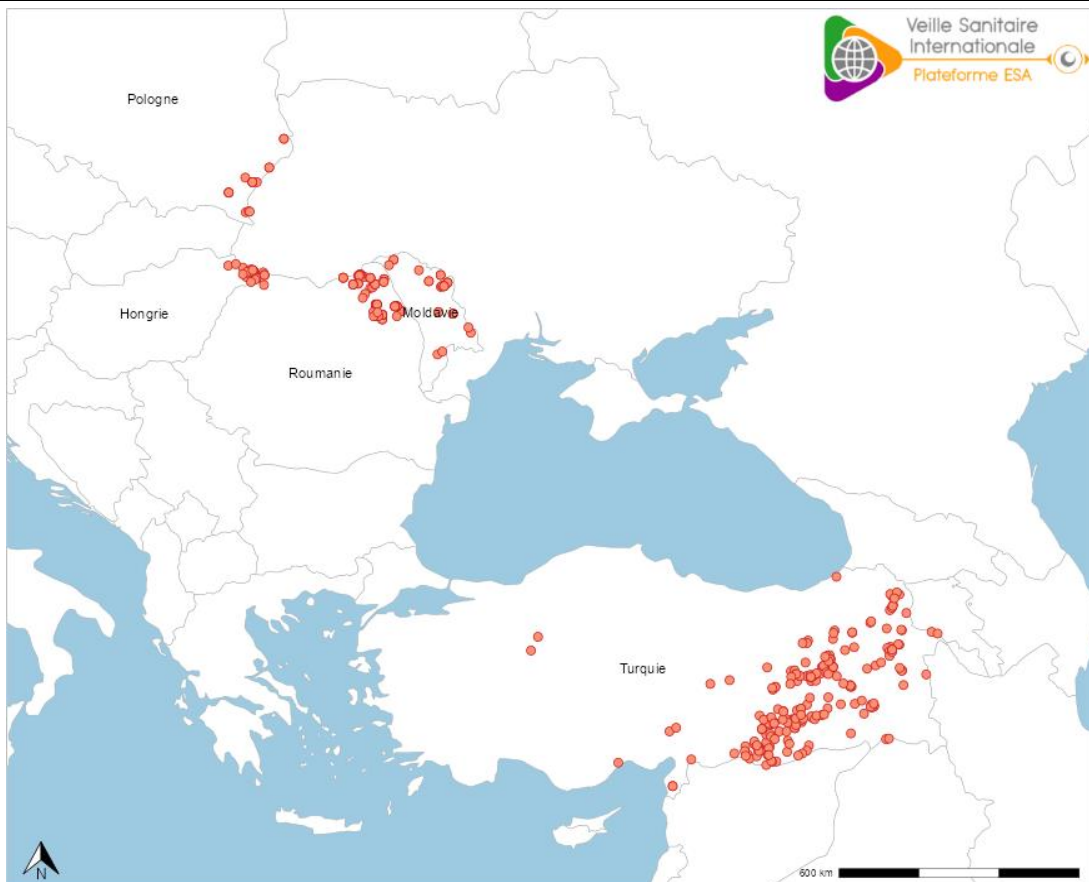 Veille Sanitaire
Internationale
Plateforme ESA
Pologne
Hongrie
Moldavie
Roumanie
Turquie
N
600 km